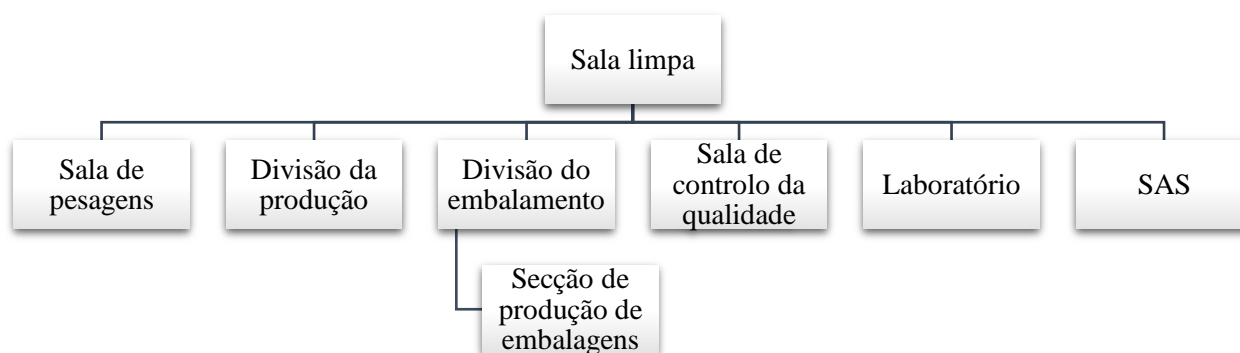 Sala limpa
Sala de
pesagens
Divisão da
produção
Divisão do
embalamento
Sala de
controlo da
qualidade
Laboratório
SAS
Secção de
produção de
embalagens